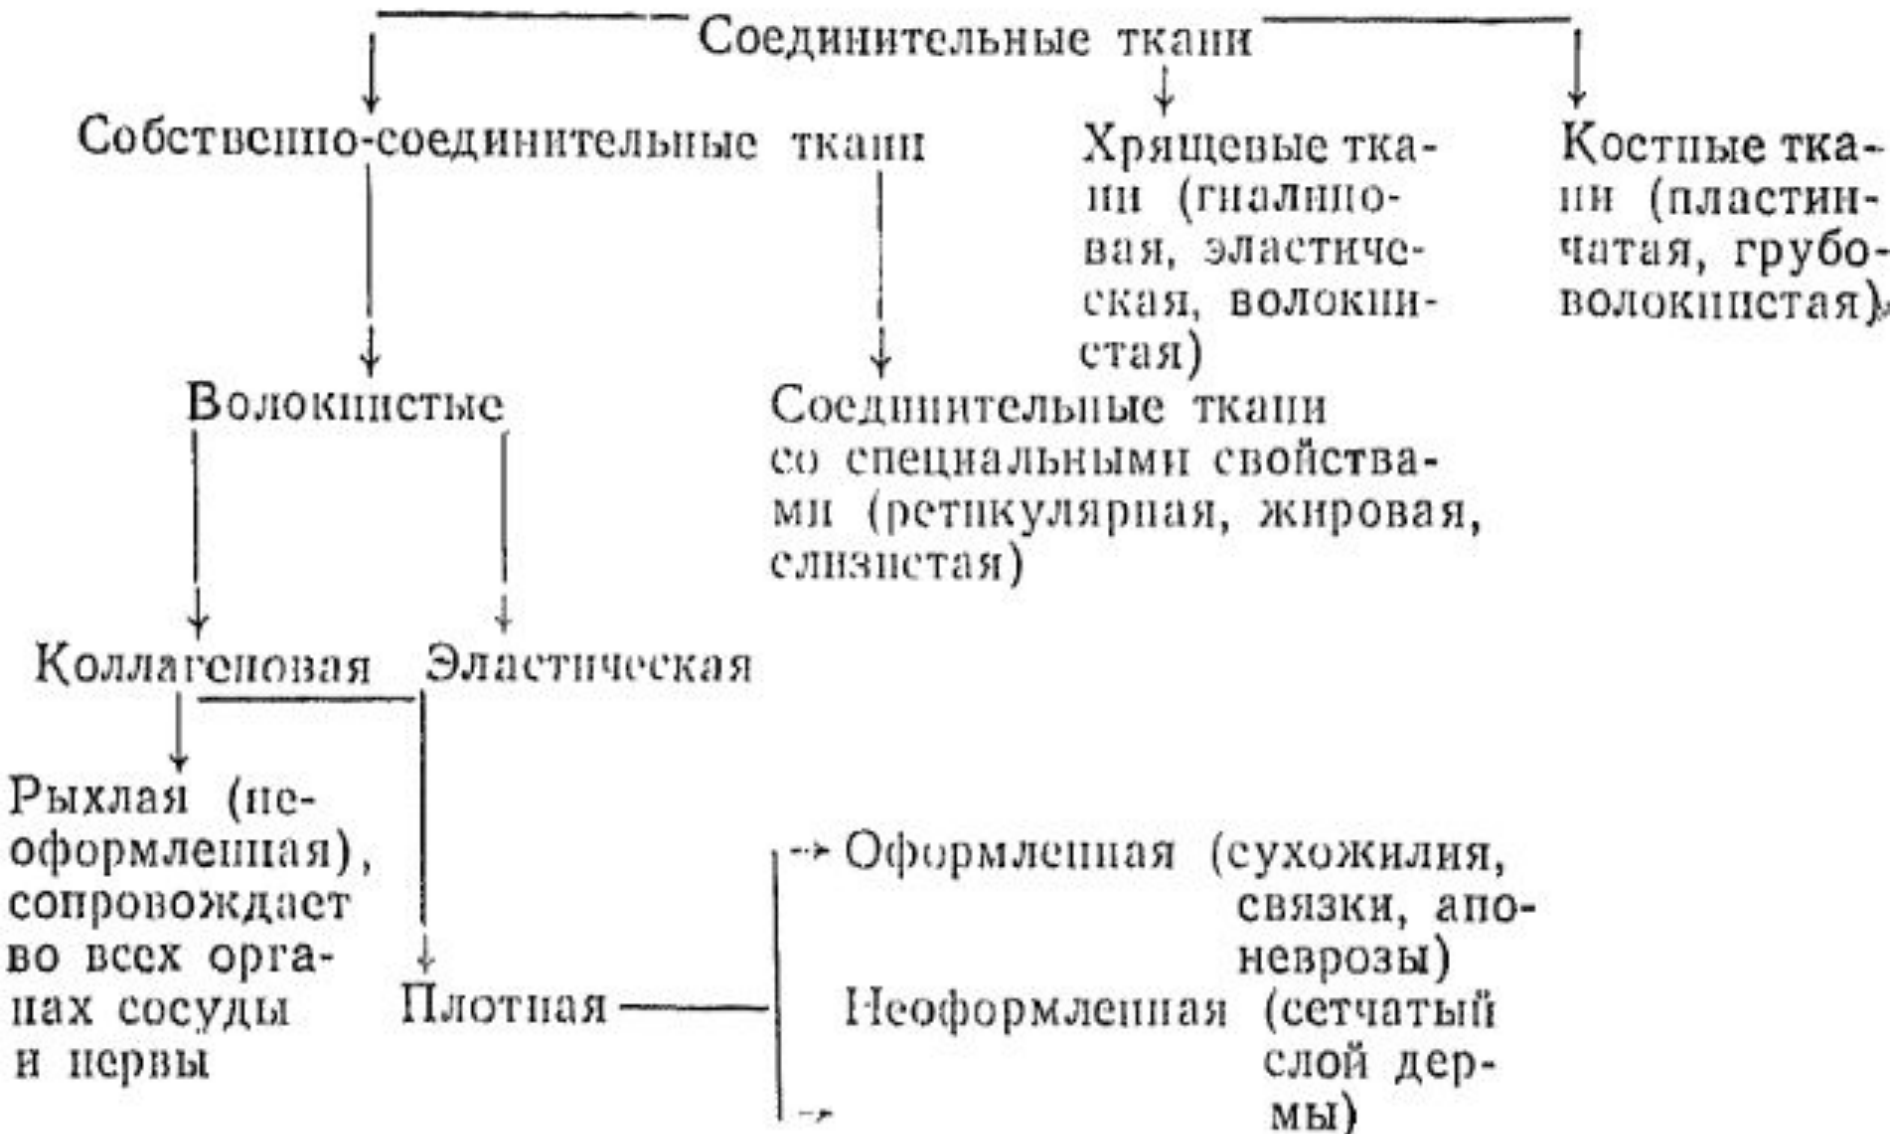 Соединительные ткани
Собственно-соединительные ткани
Хрящевые тка-
ни (гиалино-
вая, эластиче-
ская, волокни-
стая)
Костные тка-
ни (пластин-
чатая, грубо-
волокнистая)
Волокнистые
Соединительные ткани
со специальными свойства-
ми (ретикулярная, жировая,
слизистая)
Коллагеновая
Эластическая
Рыхлая (не-
оформленная),
сопровождает
во всех орга-
нах сосуды
и нервы
Плотная
Оформленная (сухожилия,
связки, апо-
неврозы)
Неоформленная (сетчатый
слой дер-
мы)